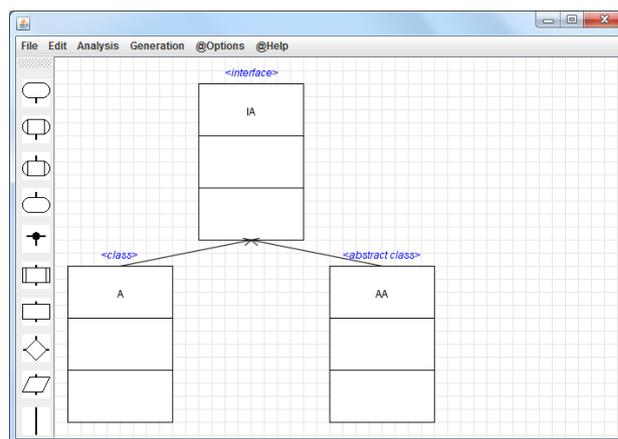 File Edit Analysis Generation @Options @Help
<interface>
IA
<class>
<abstract class>
A
AA